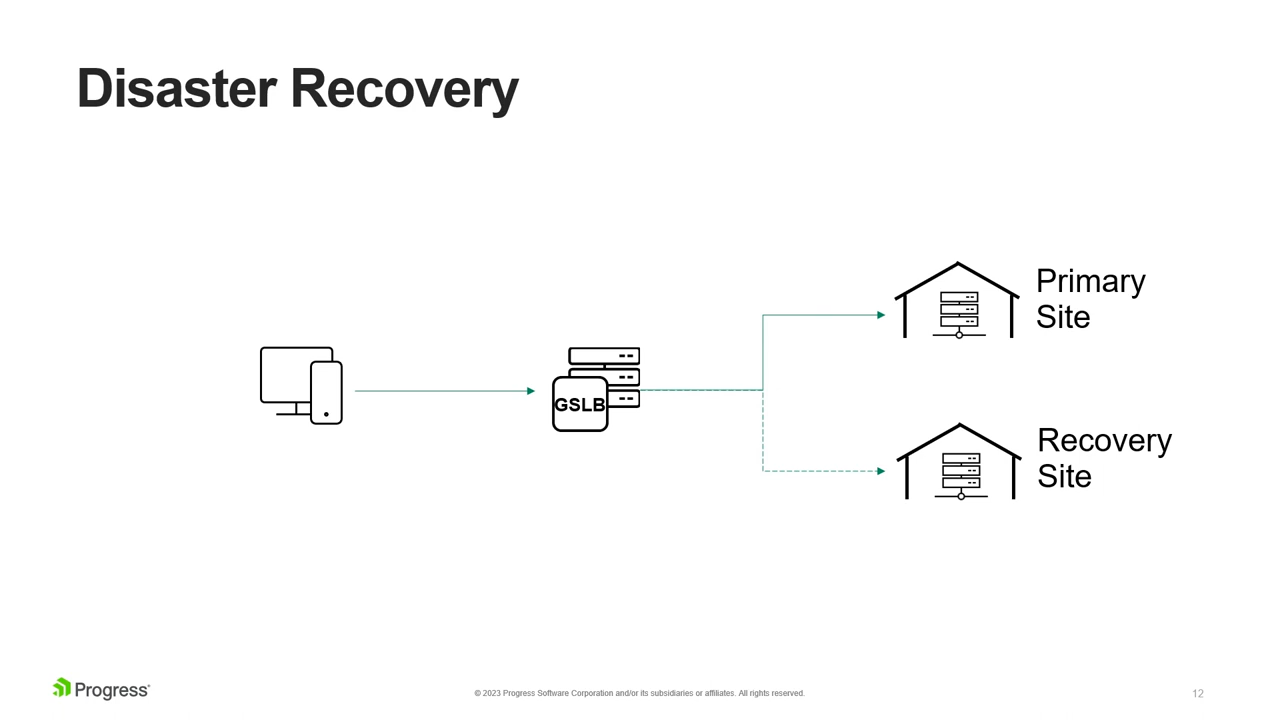 Disaster Recovery
Primary
Site
GSLB
Recovery
Site
Progress®
© 2023 Progress Software Corporation and/or its subsidiaries or affiliates. All rights reserved.
12